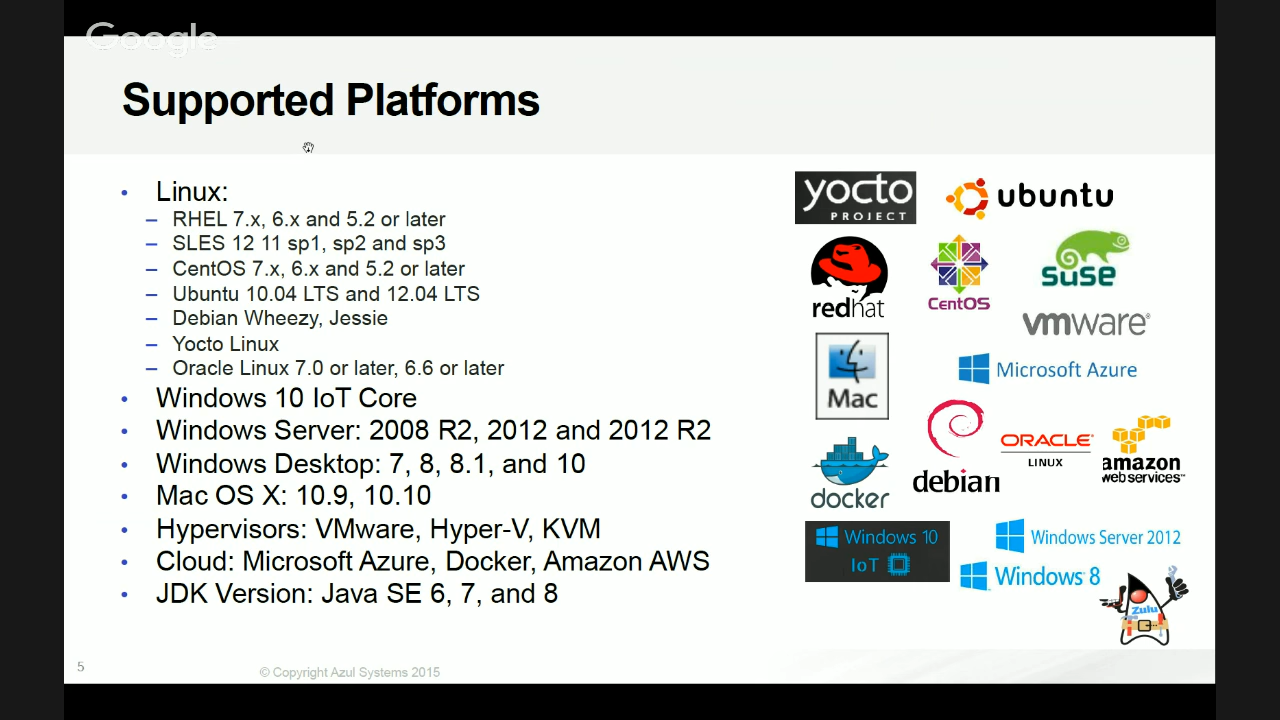 Google
Supported Platforms
• Linux:
– RHEL 7.x, 6.x and 5.2 or later
– SLES 12 11 sp1, sp2 and sp3
– CentOS 7.x, 6.x and 5.2 or later
– Ubuntu 10.04 LTS and 12.04 LTS
– Debian Wheezy, Jessie
– Yocto Linux
– Oracle Linux 7.0 or later, 6.6 or later
• Windows 10 IoT Core
• Windows Server: 2008 R2, 2012 and 2012 R2
• Windows Desktop: 7, 8, 8.1, and 10
• Mac OS X: 10.9, 10.10
• Hypervisors: VMware, Hyper-V, KVM
• Cloud: Microsoft Azure, Docker, Amazon AWS
• JDK Version: Java SE 6, 7, and 8
yocto
PROJECT
ubuntu
redhat
CentOS
suse
vmware®
Mac
Microsoft Azure
docker
debian
ORACLE®
LINUX
amazon
web services™
Windows 10
IoT
Windows Server 2012
Windows 8
Zulu
5
© Copyright Azul Systems 2015